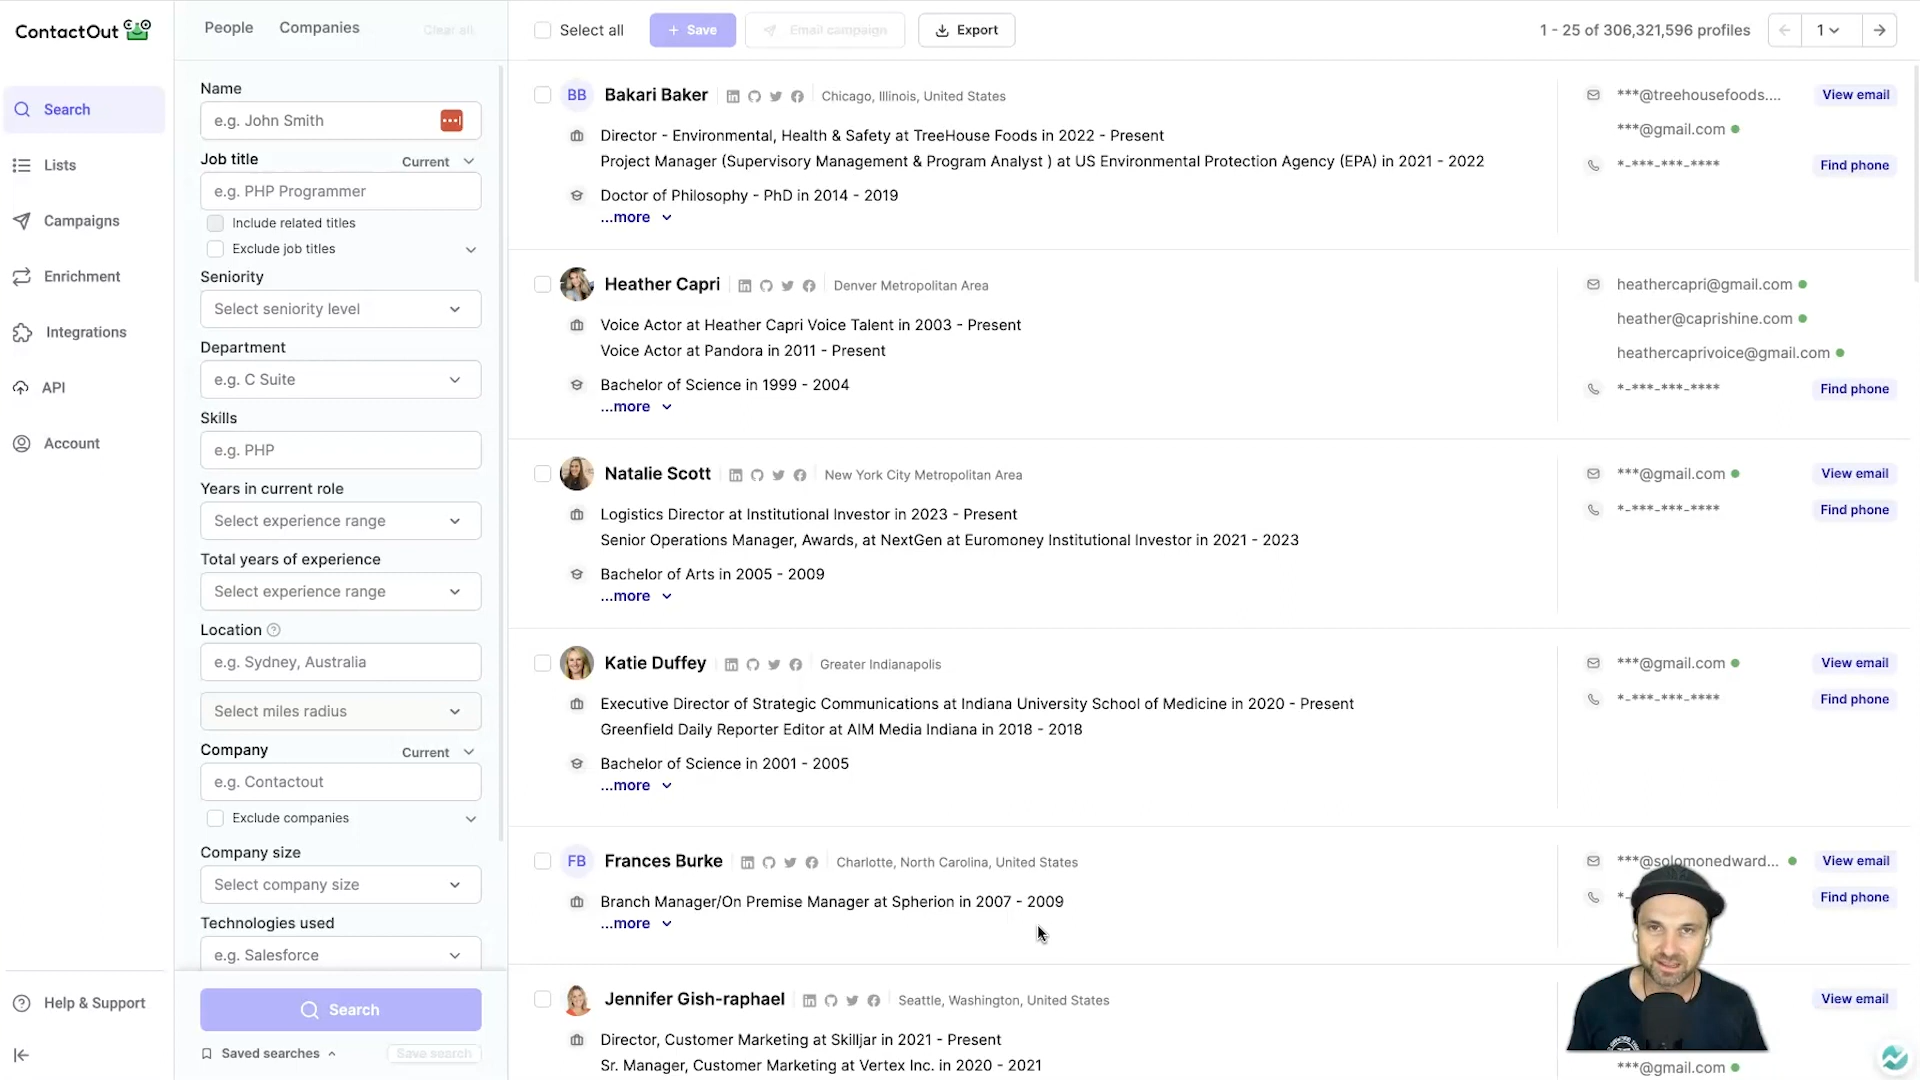 ContactOut
Search
Lists
Campaigns
Enrichment
Integrations
API
Account
Help & Support
People
Companies
Clear all
Name
e.g. John Smith
Job title
Current
e.g. PHP Programmer
Include related titles
Exclude job titles
Seniority
Select seniority level
Department
e.g. C Suite
Skills
e.g. PHP
Years in current role
Select experience range
Total years of experience
Select experience range
Location
e.g. Sydney, Australia
Select miles radius
Company
Current
e.g. Contactout
Exclude companies
Company size
Select company size
Technologies used
e.g. Salesforce
Search
Saved searches
Save search
Select all
+ Save
Email campaign
Export
1 - 25 of 306,321,596 profiles
1
BB
Bakari Baker
Chicago, Illinois, United States
Director - Environmental, Health & Safety at TreeHouse Foods in 2022 - Present
Project Manager (Supervisory Management & Program Analyst ) at US Environmental Protection Agency (EPA) in 2021 - 2022
Doctor of Philosophy - PhD in 2014 - 2019
...more
***@treehousefoods....
View email
***@gmail.com
*-***-***-****
Find phone
Heather Capri
Denver Metropolitan Area
Voice Actor at Heather Capri Voice Talent in 2003 - Present
Voice Actor at Pandora in 2011 - Present
Bachelor of Science in 1999 - 2004
...more
heathercapri@gmail.com
heather@caprishine.com
heathercaprivoice@gmail.com
*-***-***-****
Find phone
Natalie Scott
New York City Metropolitan Area
Logistics Director at Institutional Investor in 2023 - Present
Senior Operations Manager, Awards, at NextGen at Euromoney Institutional Investor in 2021 - 2023
Bachelor of Arts in 2005 - 2009
...more
***@gmail.com
View email
*-***-***-****
Find phone
Katie Duffey
Greater Indianapolis
Executive Director of Strategic Communications at Indiana University School of Medicine in 2020 - Present
Greenfield Daily Reporter Editor at AIM Media Indiana in 2018 - 2018
Bachelor of Science in 2001 - 2005
...more
***@gmail.com
View email
*-***-***-****
Find phone
FB
Frances Burke
Charlotte, North Carolina, United States
Branch Manager/On Premise Manager at Spherion in 2007 - 2009
...more
***@solomonedward...
View email
*-
Find phone
Jennifer Gish-raphael
Seattle, Washington, United States
Director, Customer Marketing at Skilljar in 2021 - Present
Sr. Manager, Customer Marketing at Vertex Inc. in 2020 - 2021
View email
***@gmail.com